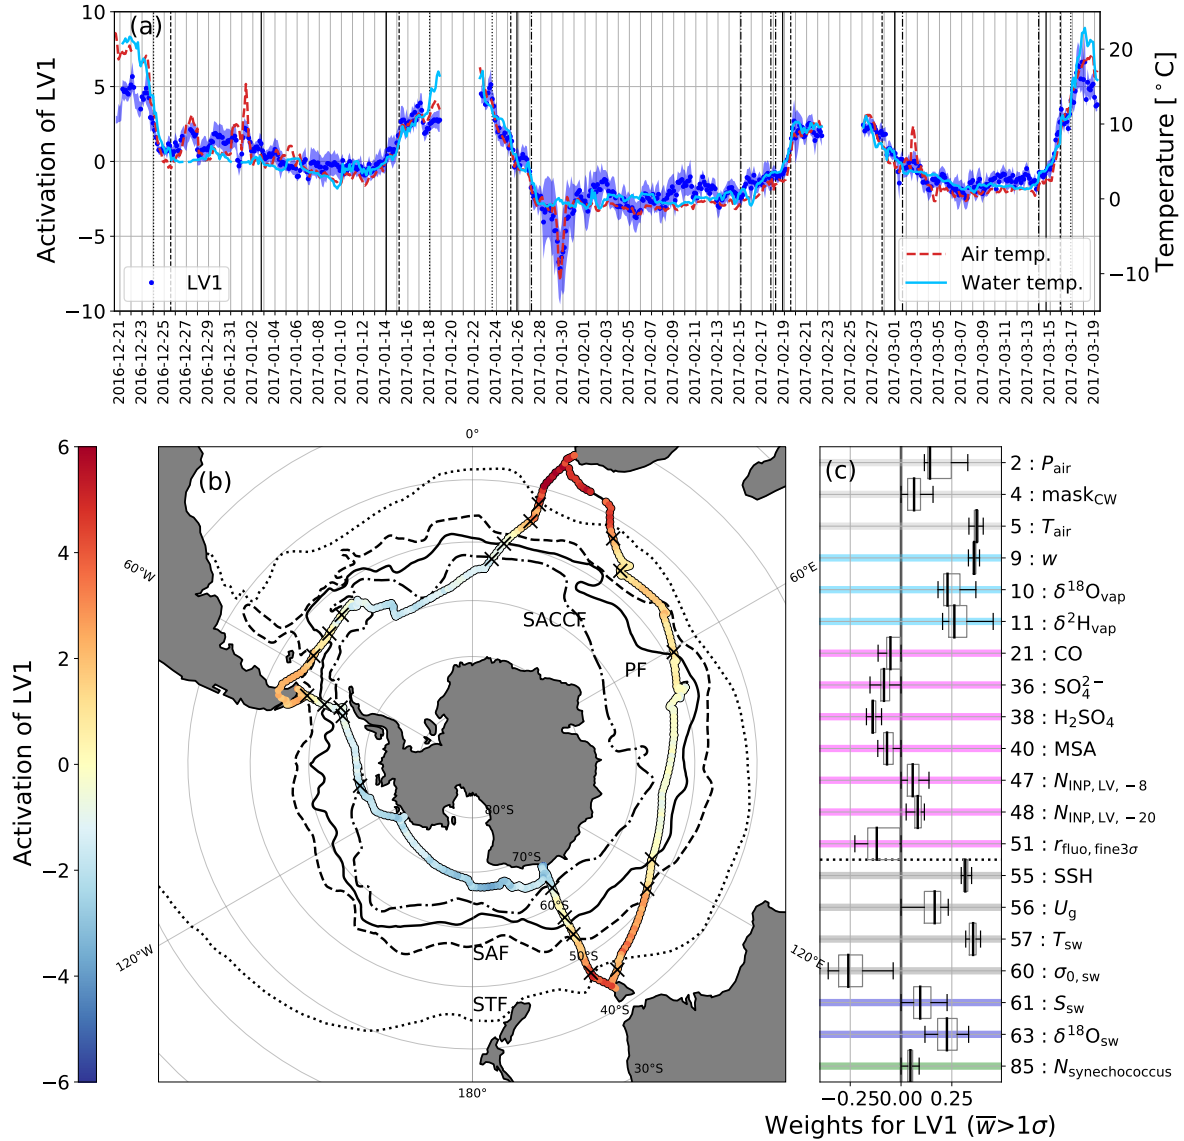 (a)
Activation of LV1
10
5
0
−5
−10
Temperature [°C]
20
10
0
−10
LV1
Air temp.
Water temp.
2016-12-21
2016-12-23
2016-12-25
2016-12-27
2016-12-29
2016-12-31
2017-01-02
2017-01-04
2017-01-06
2017-01-08
2017-01-10
2017-01-12
2017-01-14
2017-01-16
2017-01-18
2017-01-20
2017-01-22
2017-01-24
2017-01-26
2017-01-28
2017-01-30
2017-02-01
2017-02-03
2017-02-05
2017-02-07
2017-02-09
2017-02-11
2017-02-13
2017-02-15
2017-02-17
2017-02-19
2017-02-21
2017-02-23
2017-02-25
2017-02-27
2017-03-01
2017-03-03
2017-03-05
2017-03-07
2017-03-09
2017-03-11
2017-03-13
2017-03-15
2017-03-17
2017-03-19
Activation of LV1
6
4
2
0
−2
−4
−6
(b)
0°
60°W
60°E
120°W
120°E
180°
SACCF
PF
SAF
STF
80°S
70°S
60°S
50°S
40°S
30°S
(c)
2 : P_air
4 : mask_CW
5 : T_air
9 : w
10 : δ¹⁸O_vap
11 : δ²H_vap
21 : CO
36 : SO₄²⁻
38 : H₂SO₄
40 : MSA
47 : N_INP, LV, −8
48 : N_INP, LV, −20
51 : r_fluo, fine3σ
55 : SSH
56 : U_g
57 : T_sw
60 : σ_0, sw
61 : S_sw
63 : δ¹⁸O_sw
85 : N_synechococcus
−0.25 0.00 0.25
Weights for LV1 (w̅>1σ)